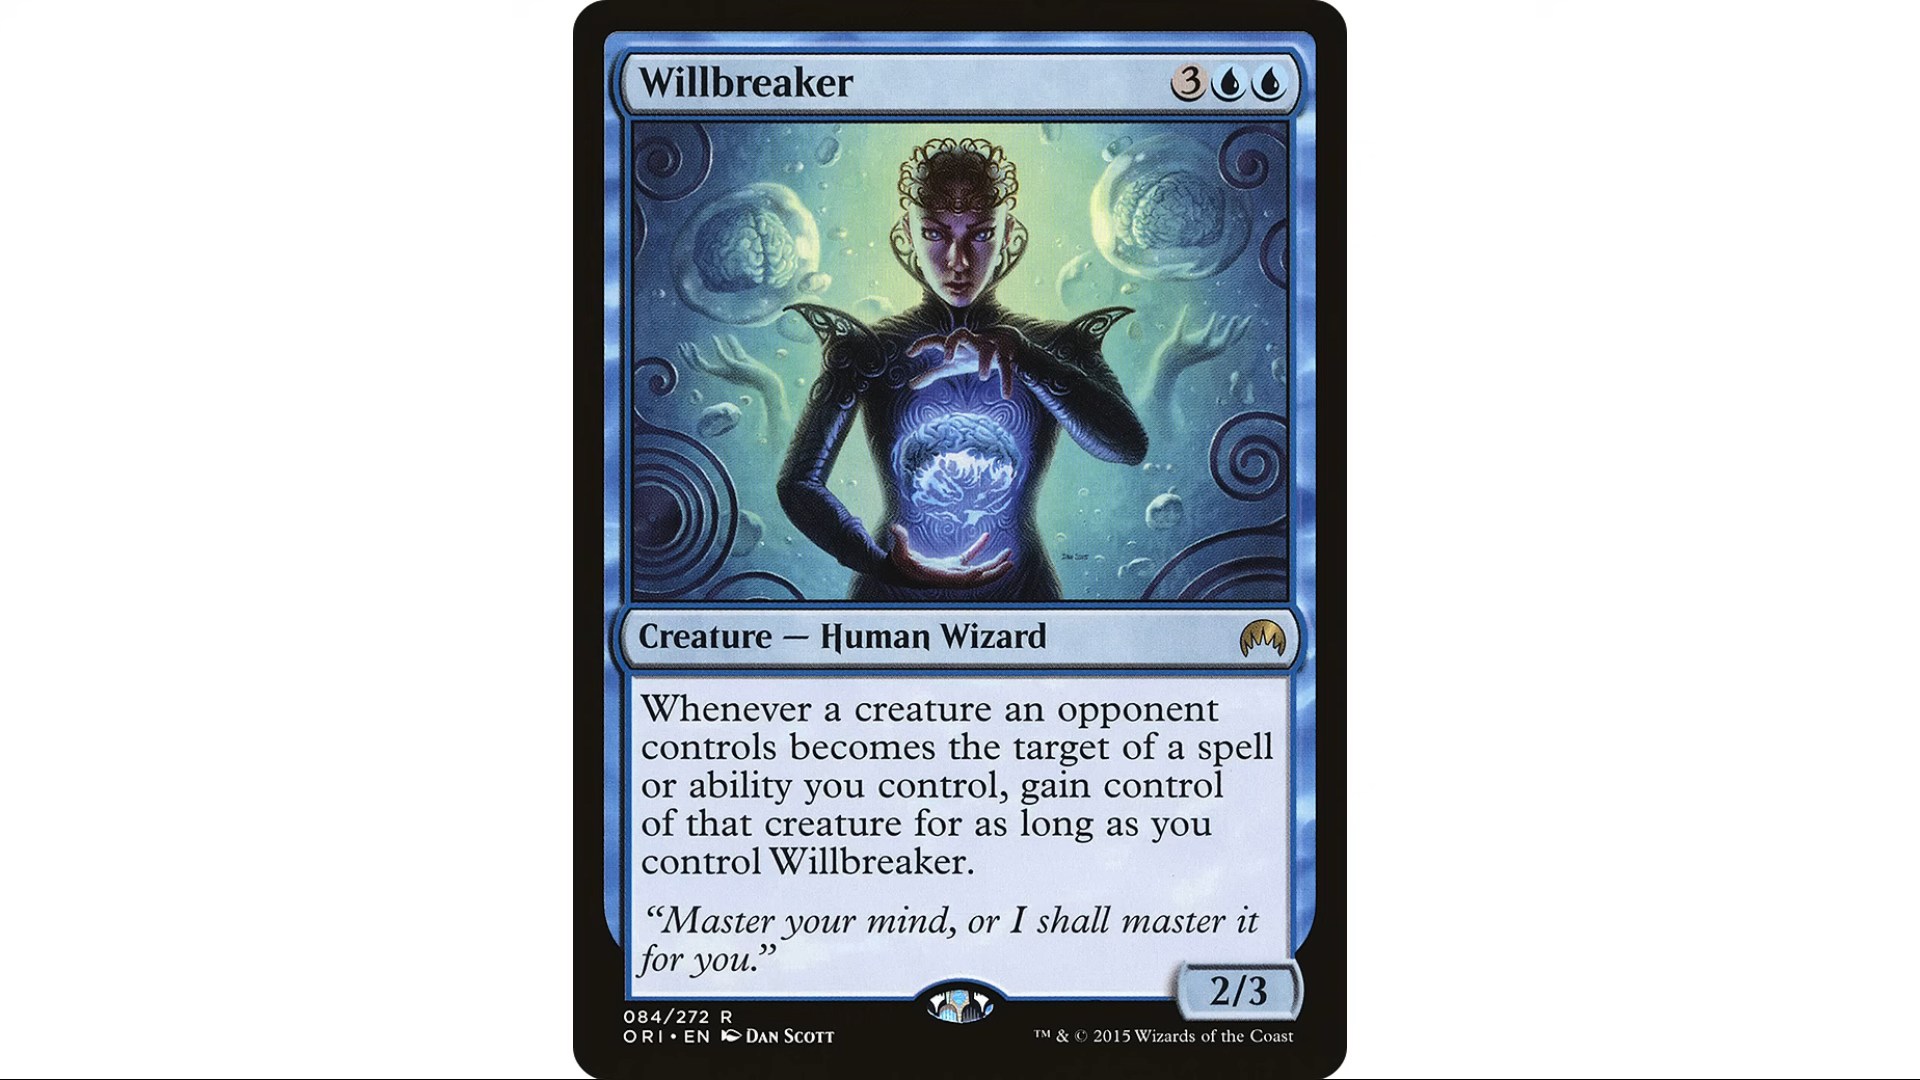 Willbreaker 3
DAN SCOTT
Creature — Human Wizard
Whenever a creature an opponent
controls becomes the target of a spell
or ability you control, gain control
of that creature for as long as you
control Willbreaker.
“Master your mind, or I shall master it
for you.”
2/3
084/272 R
ORI • EN DAN SCOTT
™ & © 2015 Wizards of the Coast